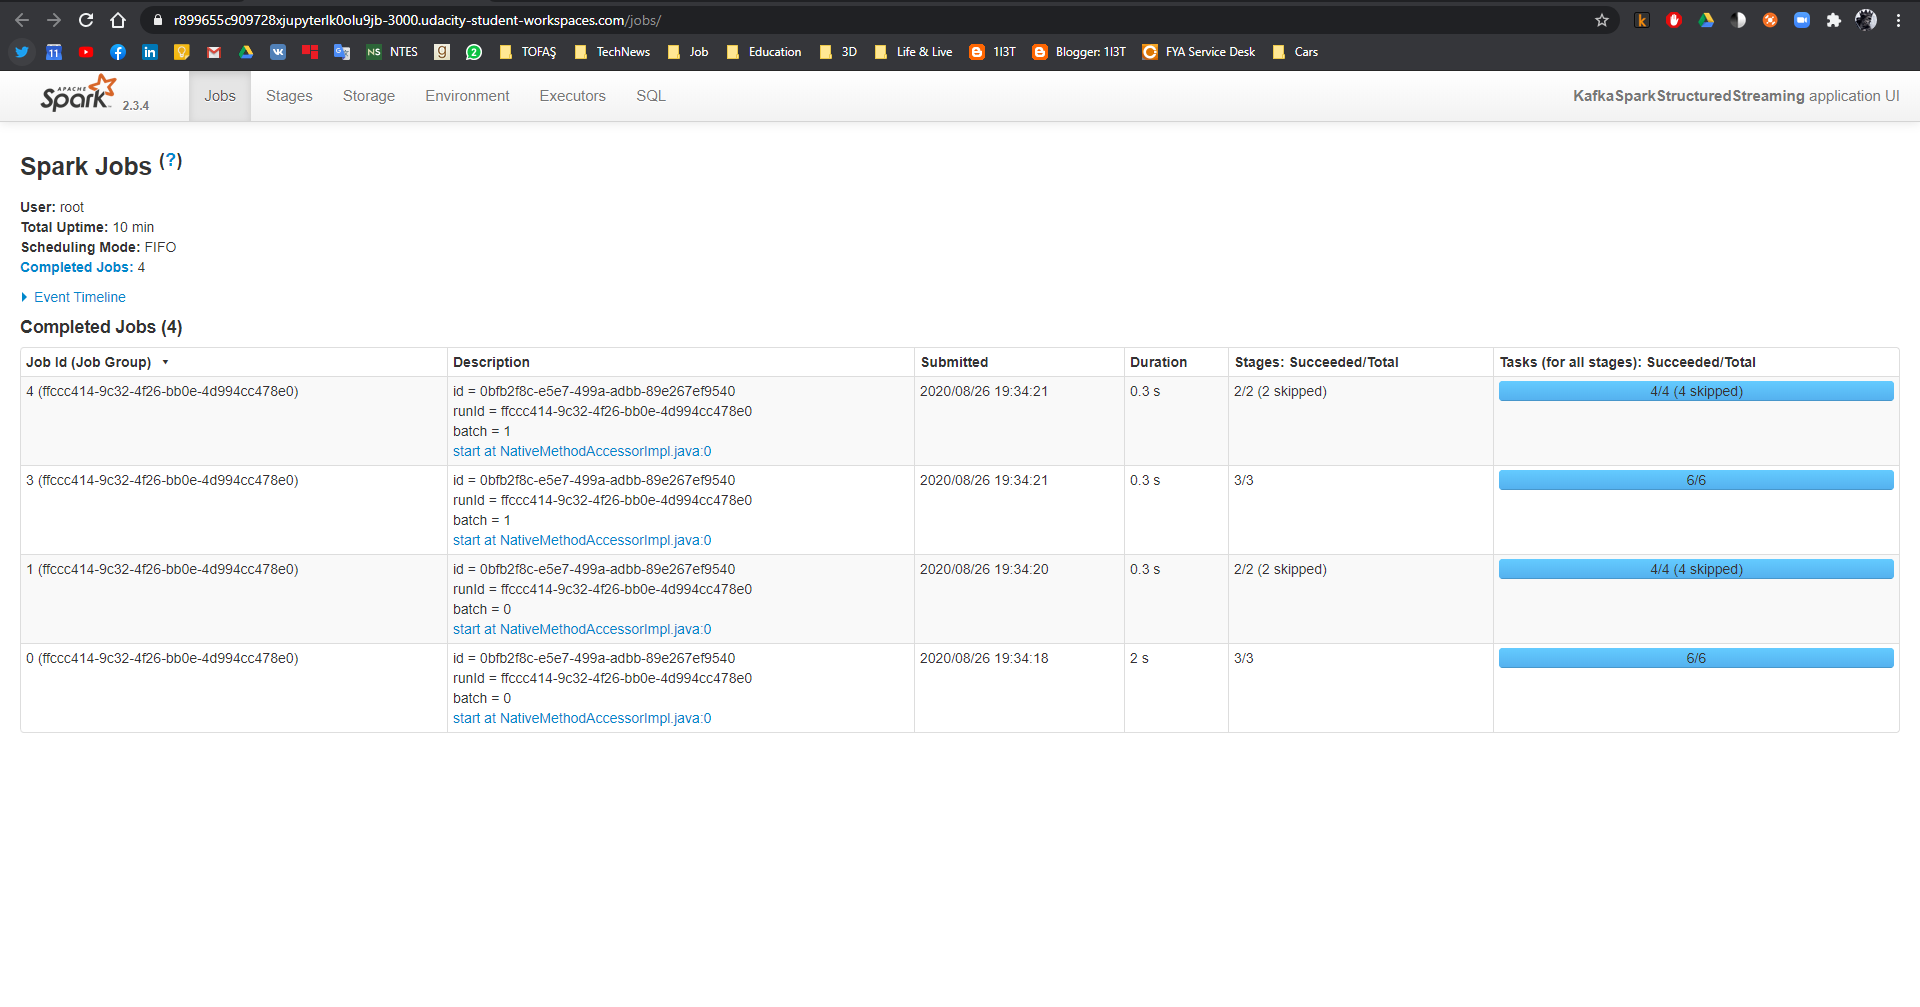 r899655c909728xjupyterlk0olu9jb-3000.udacity-student-workspaces.com/jobs/
11 NS NTES g 2 TOFAŞ TechNews Job Education 3D Life & Live 1I3T Blogger: 1I3T FYA Service Desk Cars
APACHE
Spark 2.3.4 Jobs Stages Storage Environment Executors SQL KafkaSparkStructuredStreaming application UI
Spark Jobs (?)
User: root
Total Uptime: 10 min
Scheduling Mode: FIFO
Completed Jobs: 4
Event Timeline
Completed Jobs (4)
Job Id (Job Group) ▾ Description Submitted Duration Stages: Succeeded/Total Tasks (for all stages): Succeeded/Total
4 (ffccc414-9c32-4f26-bb0e-4d994cc478e0) id = 0bfb2f8c-e5e7-499a-adbb-89e267ef9540 2020/08/26 19:34:21 0.3 s 2/2 (2 skipped) 4/4 (4 skipped)
runId = ffccc414-9c32-4f26-bb0e-4d994cc478e0
batch = 1
start at NativeMethodAccessorImpl.java:0
3 (ffccc414-9c32-4f26-bb0e-4d994cc478e0) id = 0bfb2f8c-e5e7-499a-adbb-89e267ef9540 2020/08/26 19:34:21 0.3 s 3/3 6/6
runId = ffccc414-9c32-4f26-bb0e-4d994cc478e0
batch = 1
start at NativeMethodAccessorImpl.java:0
1 (ffccc414-9c32-4f26-bb0e-4d994cc478e0) id = 0bfb2f8c-e5e7-499a-adbb-89e267ef9540 2020/08/26 19:34:20 0.3 s 2/2 (2 skipped) 4/4 (4 skipped)
runId = ffccc414-9c32-4f26-bb0e-4d994cc478e0
batch = 0
start at NativeMethodAccessorImpl.java:0
0 (ffccc414-9c32-4f26-bb0e-4d994cc478e0) id = 0bfb2f8c-e5e7-499a-adbb-89e267ef9540 2020/08/26 19:34:18 2 s 3/3 6/6
runId = ffccc414-9c32-4f26-bb0e-4d994cc478e0
batch = 0
start at NativeMethodAccessorImpl.java:0